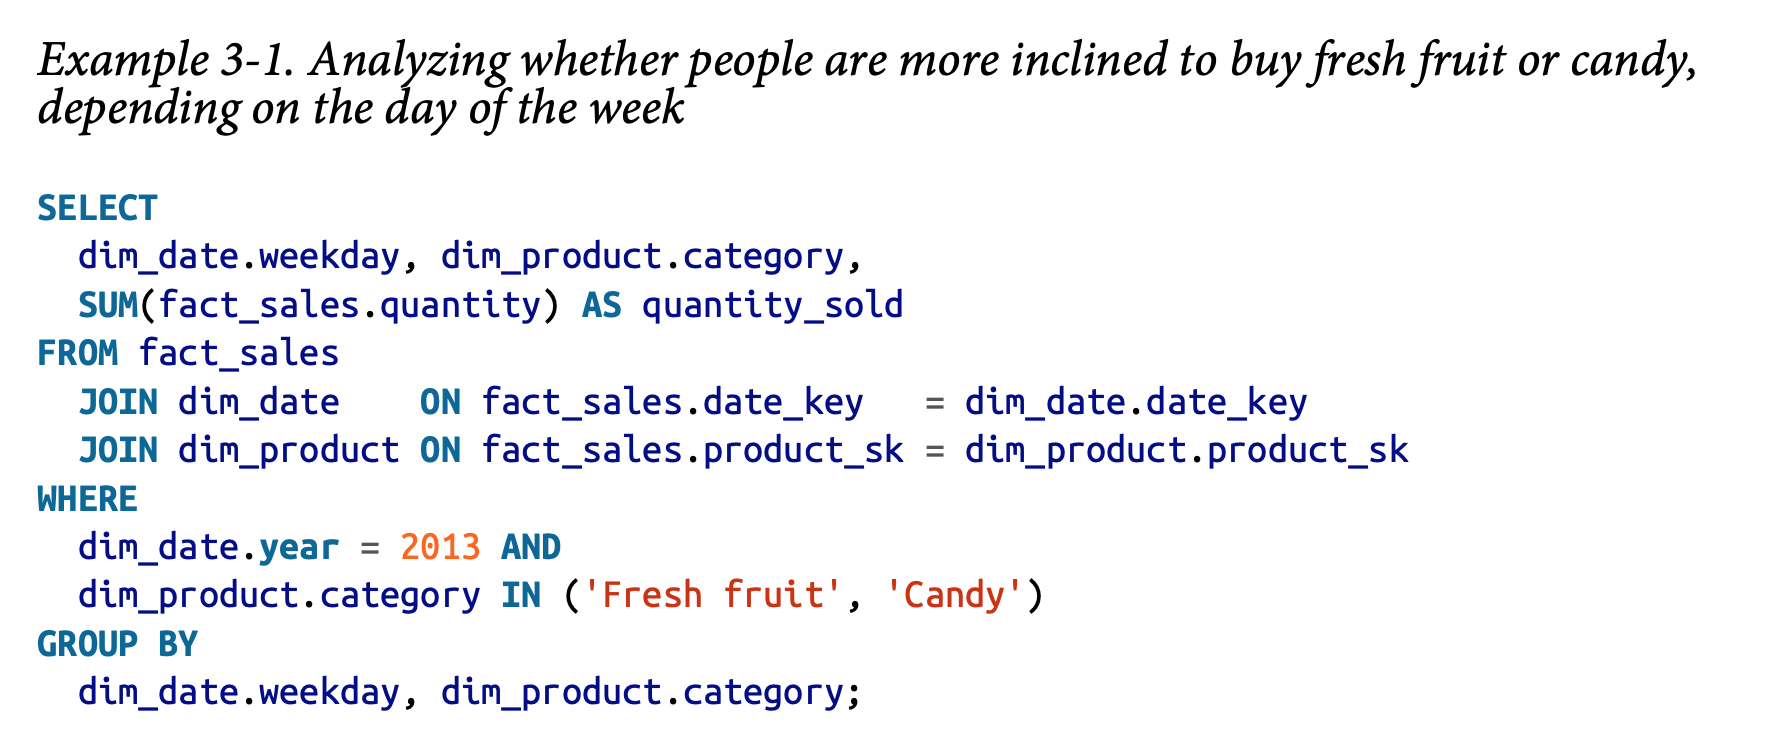 Example 3-1. Analyzing whether people are more inclined to buy fresh fruit or candy,
depending on the day of the week
SELECT
  dim_date.weekday, dim_product.category,
  SUM(fact_sales.quantity) AS quantity_sold
FROM fact_sales
  JOIN dim_date    ON fact_sales.date_key   = dim_date.date_key
  JOIN dim_product ON fact_sales.product_sk = dim_product.product_sk
WHERE
  dim_date.year = 2013 AND
  dim_product.category IN ('Fresh fruit', 'Candy')
GROUP BY
  dim_date.weekday, dim_product.category;